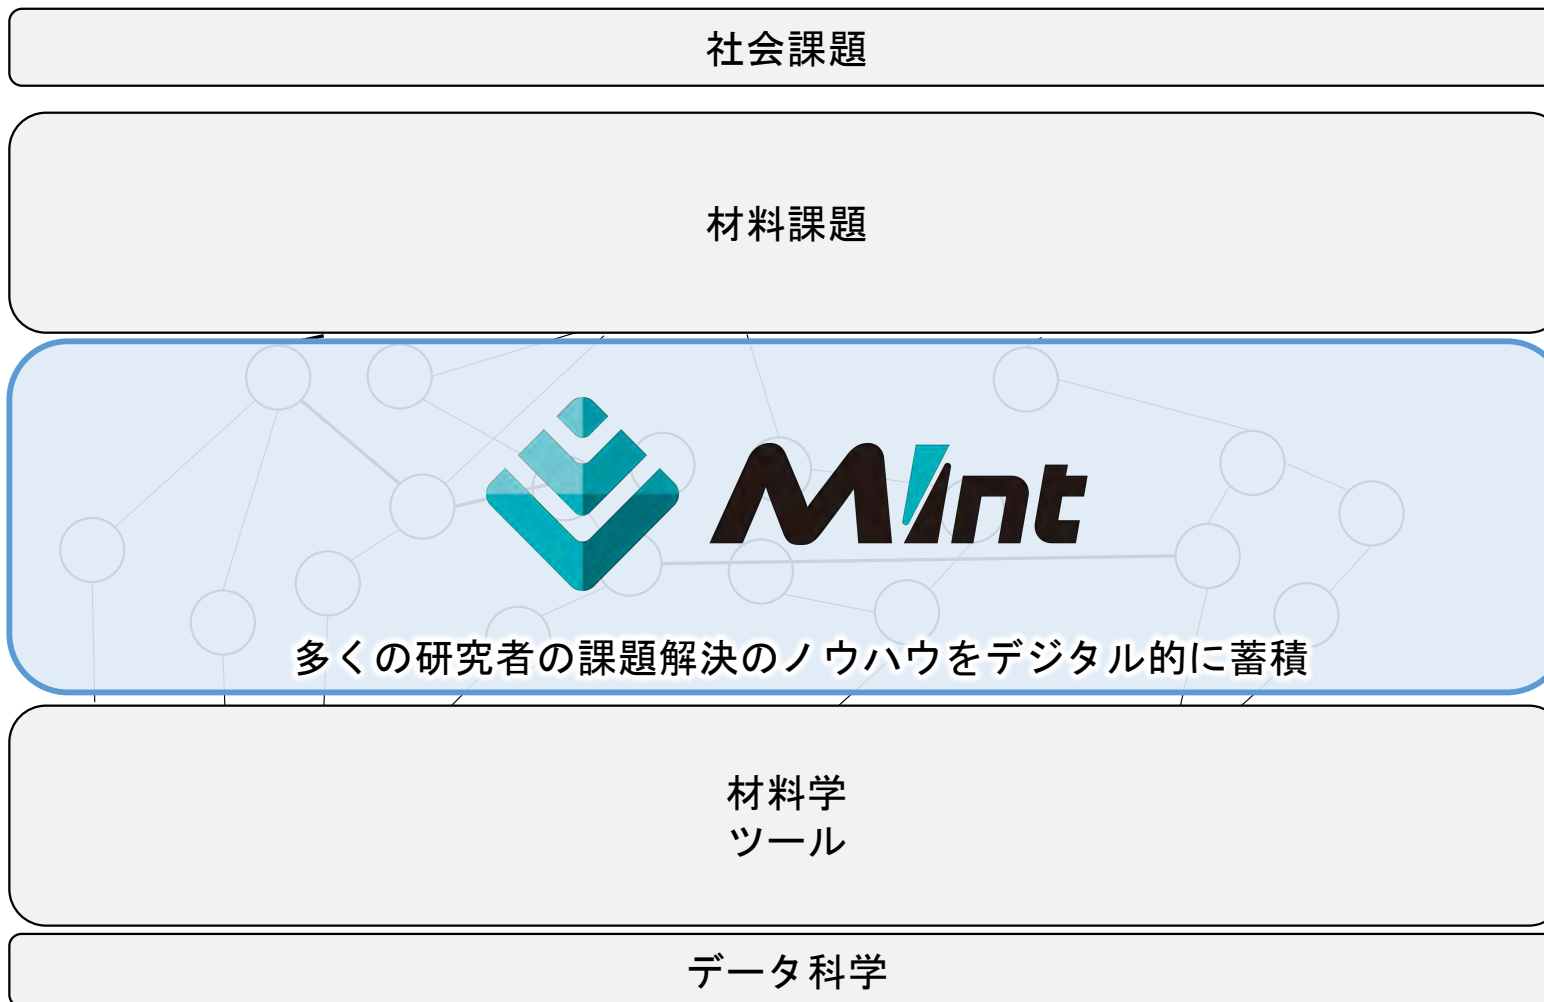 社会課題
材料課題
Mint
多くの研究者の課題解決のノウハウをデジタル的に蓄積
材料学
ツール
データ科学